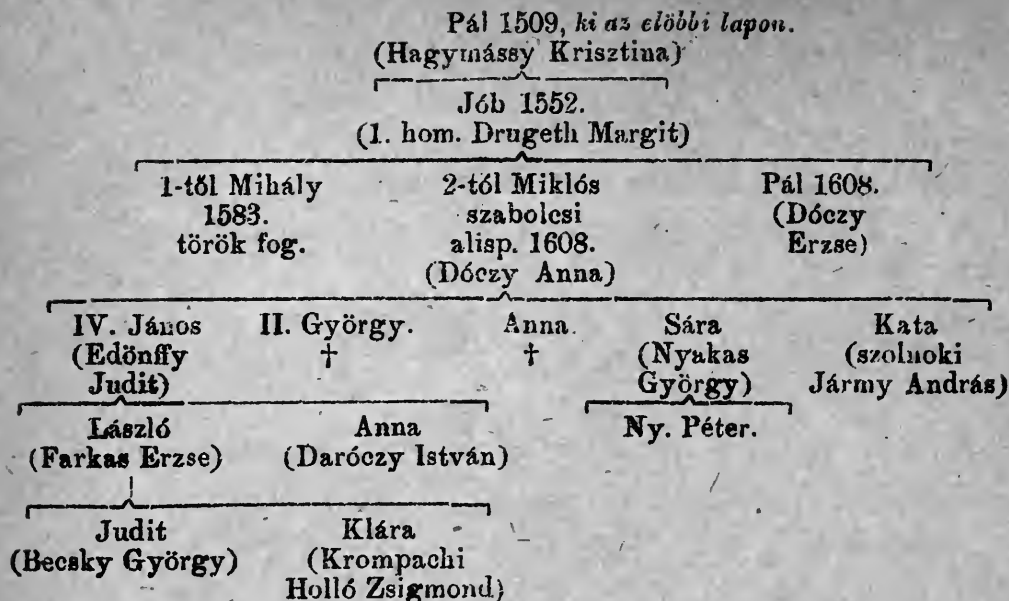 Pál 1509, ki az előbbi lapon.
(Hagymássy Krisztina)
Jób 1552.
(1. hom. Drugeth Margit)
1-től Mihály 2-tól Miklós Pál 1608.
1583. szabolcsi (Dóczy
török fog. alisp. 1608. Erzse)
(Dóczy Anna)
IV. János II. György. Anna. Sára Kata
(Edönffy † † (Nyakas (szolnoki
Judit) György) Jármy András)
László Anna Ny. Péter.
(Farkas Erzse) (Daróczy István)
Judit Klára
(Becsky György) (Krompachi
Holló Zsigmond)